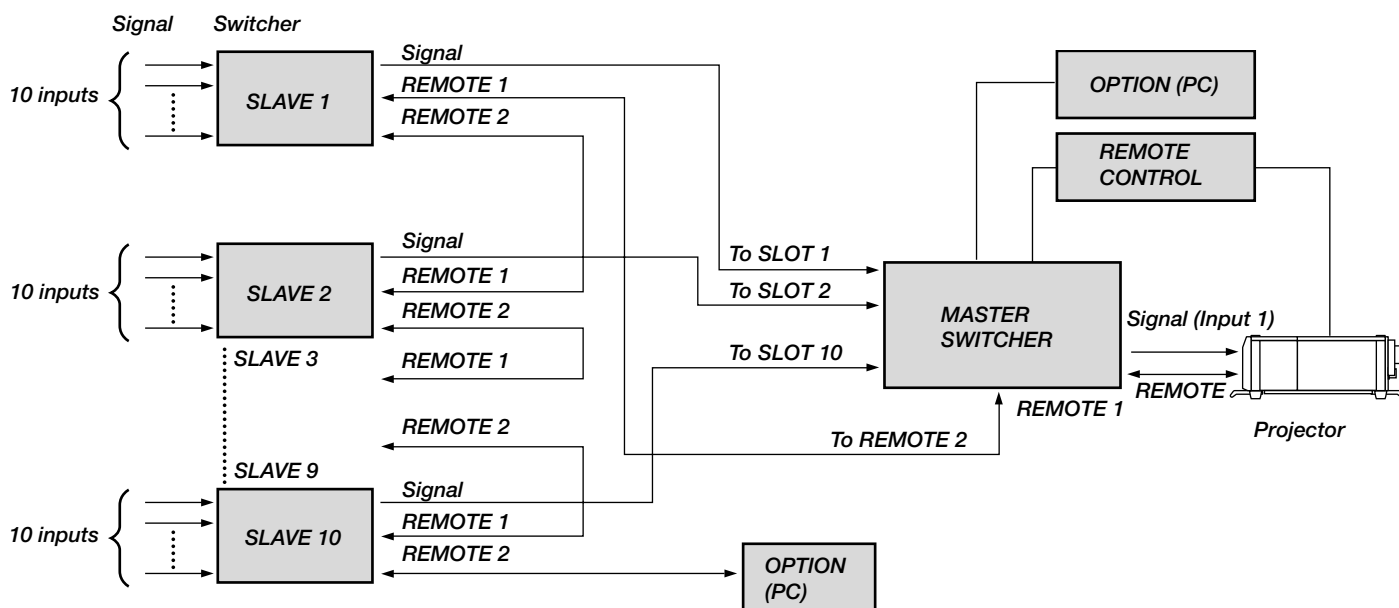 Signal Switcher
10 inputs
SLAVE 1
Signal
REMOTE 1
REMOTE 2
10 inputs
SLAVE 2
Signal
REMOTE 1
REMOTE 2
SLAVE 3
REMOTE 1
REMOTE 2
SLAVE 9
10 inputs
SLAVE 10
Signal
REMOTE 1
REMOTE 2
OPTION
(PC)
To SLOT 1
To SLOT 2
To SLOT 10
To REMOTE 2
OPTION (PC)
REMOTE
CONTROL
MASTER
SWITCHER
REMOTE 1
Signal (Input 1)
REMOTE
Projector